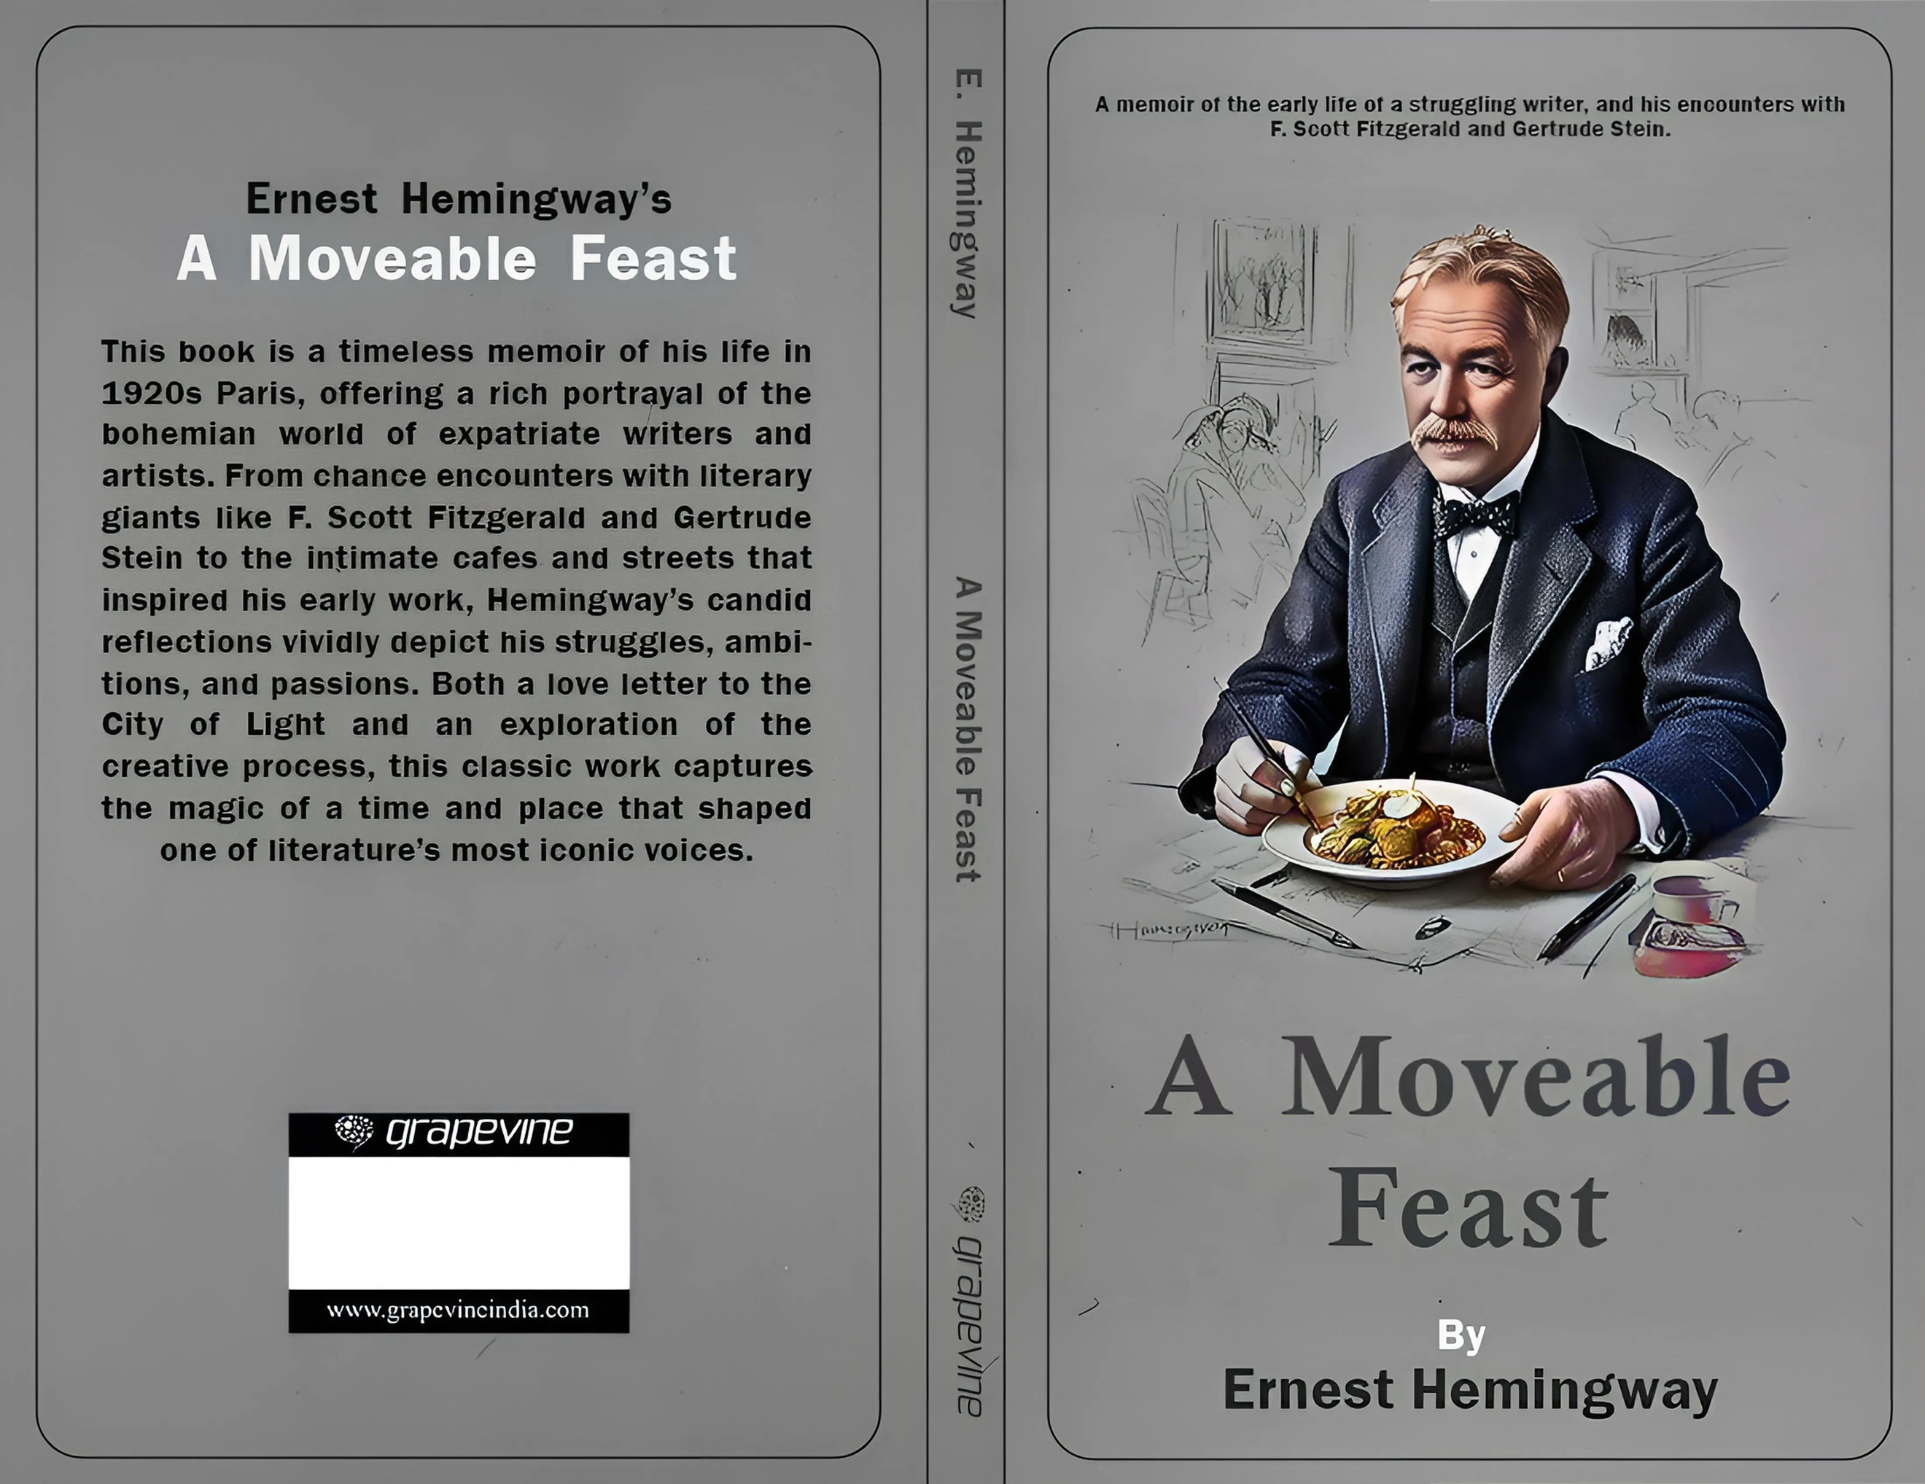 Ernest Hemingway's
A Moveable Feast
This book is a timeless memoir of his life in
1920s Paris, offering a rich portrayal of the
bohemian world of expatriate writers and
artists. From chance encounters with literary
giants like F. Scott Fitzgerald and Gertrude
Stein to the intimate cafes and streets that
inspired his early work, Hemingway's candid
reflections vividly depict his struggles, ambi-
tions, and passions. Both a love letter to the
City of Light and an exploration of the
creative process, this classic work captures
the magic of a time and place that shaped
one of literature's most iconic voices.
grapevine
www.grapevineindia.com
E. Hemingway
A Moveable Feast
grapevine
A memoir of the early life of a struggling writer, and his encounters with
F. Scott Fitzgerald and Gertrude Stein.
A Moveable
Feast
By
Ernest Hemingway